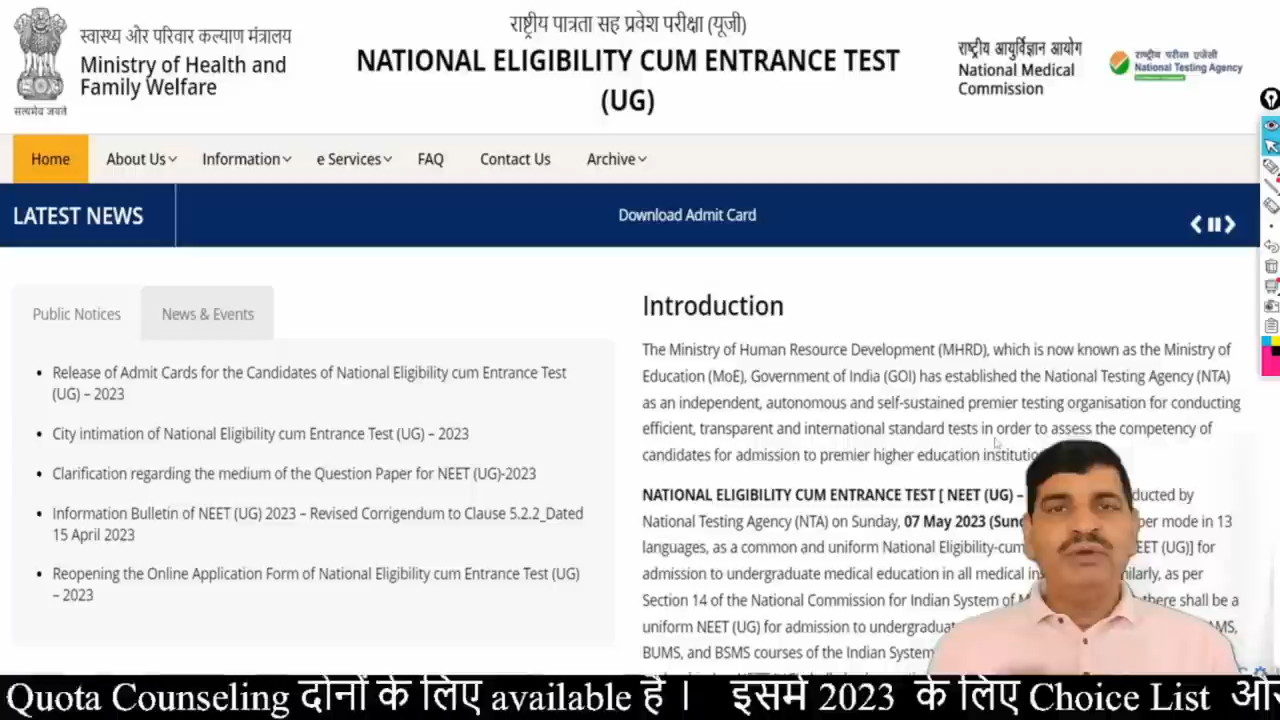 स्वास्थ्य और परिवार कल्याण मंत्रालय
Ministry of Health and
Family Welfare
सत्यमेव जयते
राष्ट्रीय पात्रता सह प्रवेश परीक्षा (यूजी)
NATIONAL ELIGIBILITY CUM ENTRANCE TEST
(UG)
राष्ट्रीय आयुर्विज्ञान आयोग
National Medical
Commission
राष्ट्रीय परीक्षा एजेंसी
National Testing Agency
Home About Us Information e Services FAQ Contact Us Archive
LATEST NEWS
Download Admit Card
Public Notices News & Events
Release of Admit Cards for the Candidates of National Eligibility cum Entrance Test
(UG) – 2023
City intimation of National Eligibility cum Entrance Test (UG) – 2023
Clarification regarding the medium of the Question Paper for NEET (UG)-2023
Information Bulletin of NEET (UG) 2023 – Revised Corrigendum to Clause 5.2.2_Dated
15 April 2023
Reopening the Online Application Form of National Eligibility cum Entrance Test (UG)
– 2023
Introduction
The Ministry of Human Resource Development (MHRD), which is now known as the Ministry of
Education (MoE), Government of India (GOI) has established the National Testing Agency (NTA)
as an independent, autonomous and self-sustained premier testing organisation for conducting
efficient, transparent and international standard tests in order to assess the competency of
candidates for admission to premier higher education
NATIONAL ELIGIBILITY CUM ENTRANCE TEST [ NEET (UG) – by
National Testing Agency (NTA) on Sunday, 07 May 2023 mode in 13
languages, as a common and uniform National (UG)] for
admission to undergraduate medical education in all medical as per
Section 14 of the National Commission for Indian System of there shall be a
uniform NEET (UG) for admission to
BUMS, and BSMS courses of the Indian System
Quota Counseling दोनों के लिए available है। इसमें 2023 के लिए Choice List